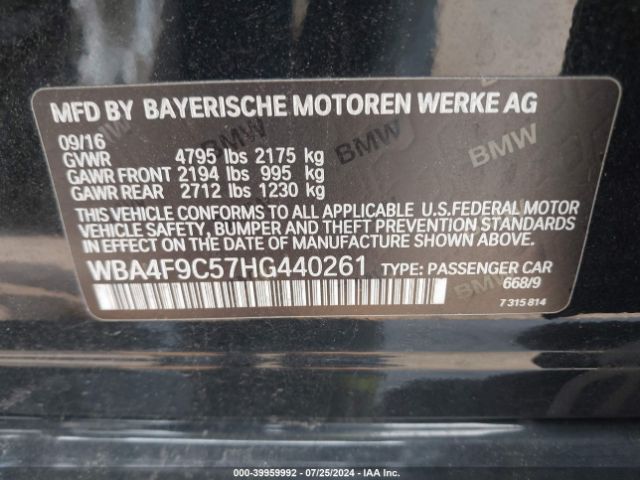 MFD BY BAYERISCHE MOTOREN WERKE AG
09/16
GVWR 4795 lbs 2175 kg
GAWR FRONT 2194 lbs 995 kg
GAWR REAR 2712 lbs 1230 kg
THIS VEHICLE CONFORMS TO ALL APPLICABLE U.S.FEDERAL MOTOR
VEHICLE SAFETY, BUMPER AND THEFT PREVENTION STANDARDS
IN EFFECT ON THE DATE OF MANUFACTURE SHOWN ABOVE.
WBA4F9C57HG440261 TYPE: PASSENGER CAR
668/9
7 315 814
BMW
BMW
BMW
BMW
BMW
BMW
000-39959992 / 07/25/2024 - IAA Inc.